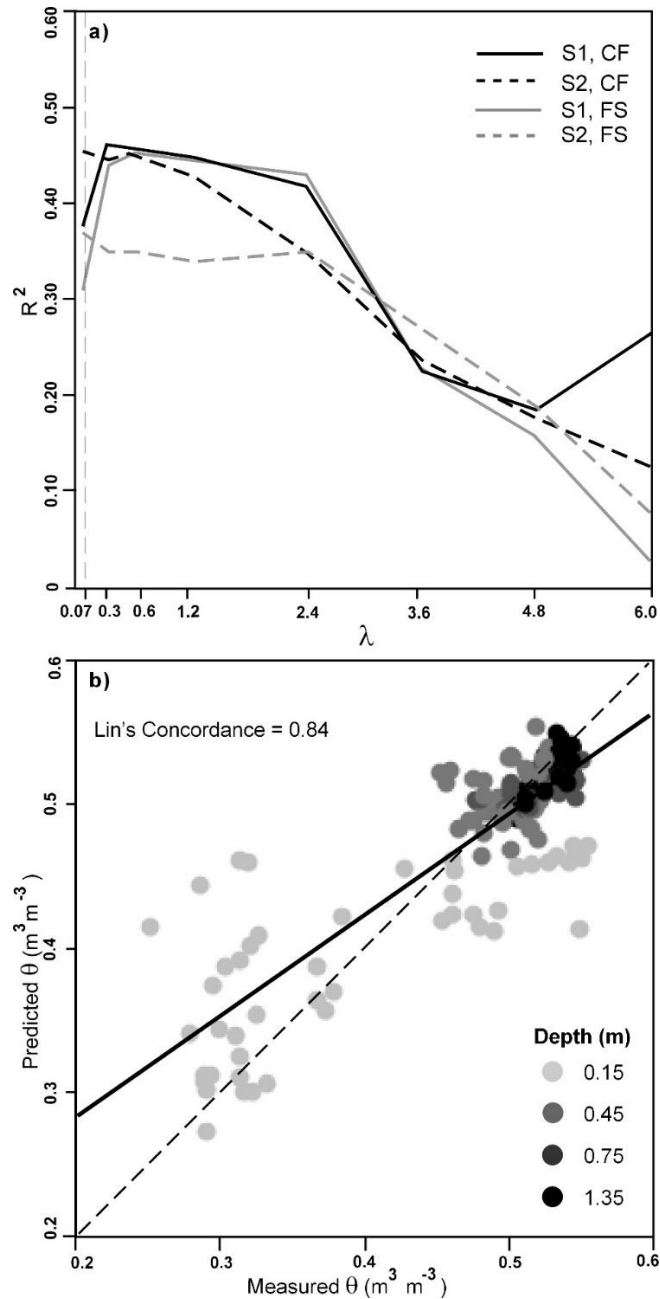 a)
S1, CF
S2, CF
S1, FS
S2, FS
0.60
0.50
0.40
0.30
0.20
0.10
0
R²
0.07 0.3 0.6 1.2 2.4 3.6 4.8 6.0
λ
b)
Lin's Concordance = 0.84
0.6
0.5
0.4
0.3
0.2
Predicted θ (m³ m⁻³)
Depth (m)
0.15
0.45
0.75
1.35
0.2 0.3 0.4 0.5 0.6
Measured θ (m³ m⁻³)